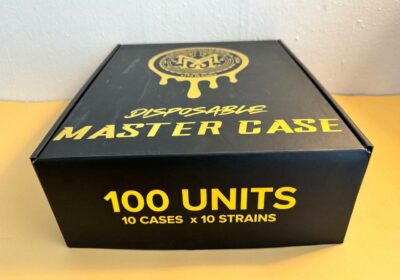 DISPOSABLE
MASTER CASE
100 UNITS
10 CASES x 10 STRAINS